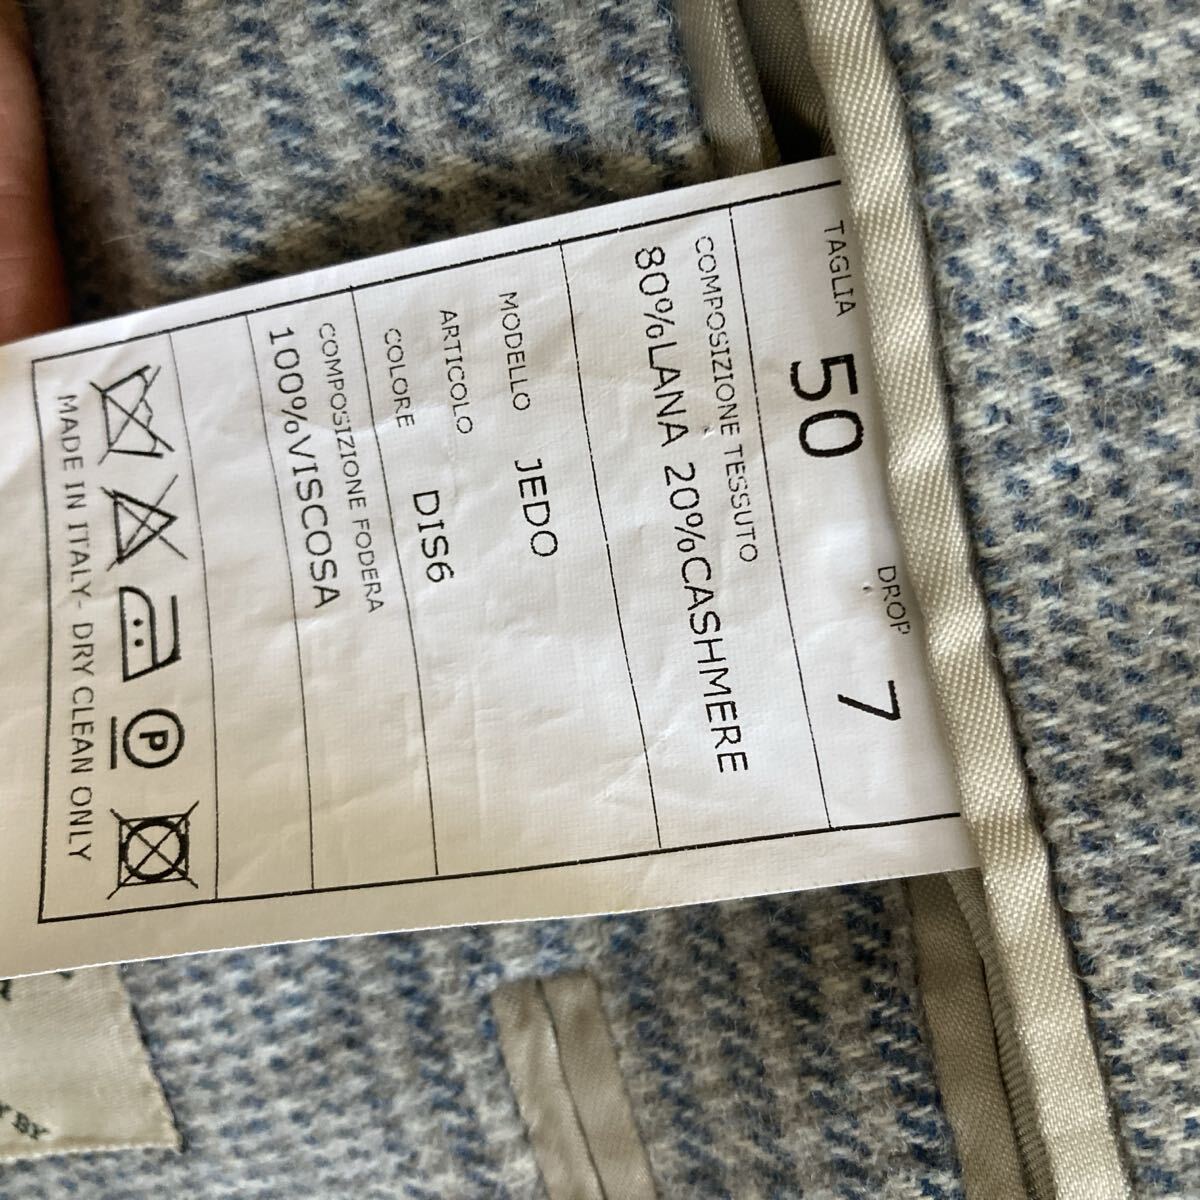 TAGLIA 50 DROP 7
COMPOSIZIONE TESSUTO
80%LANA 20%CASHMERE
MODELLO JEDO
ARTICOLO
COLORE DIS6
COMPOSIZIONE FODERA
100%VISCOSA
P
MADE IN ITALY- DRY CLEAN ONLY
BY